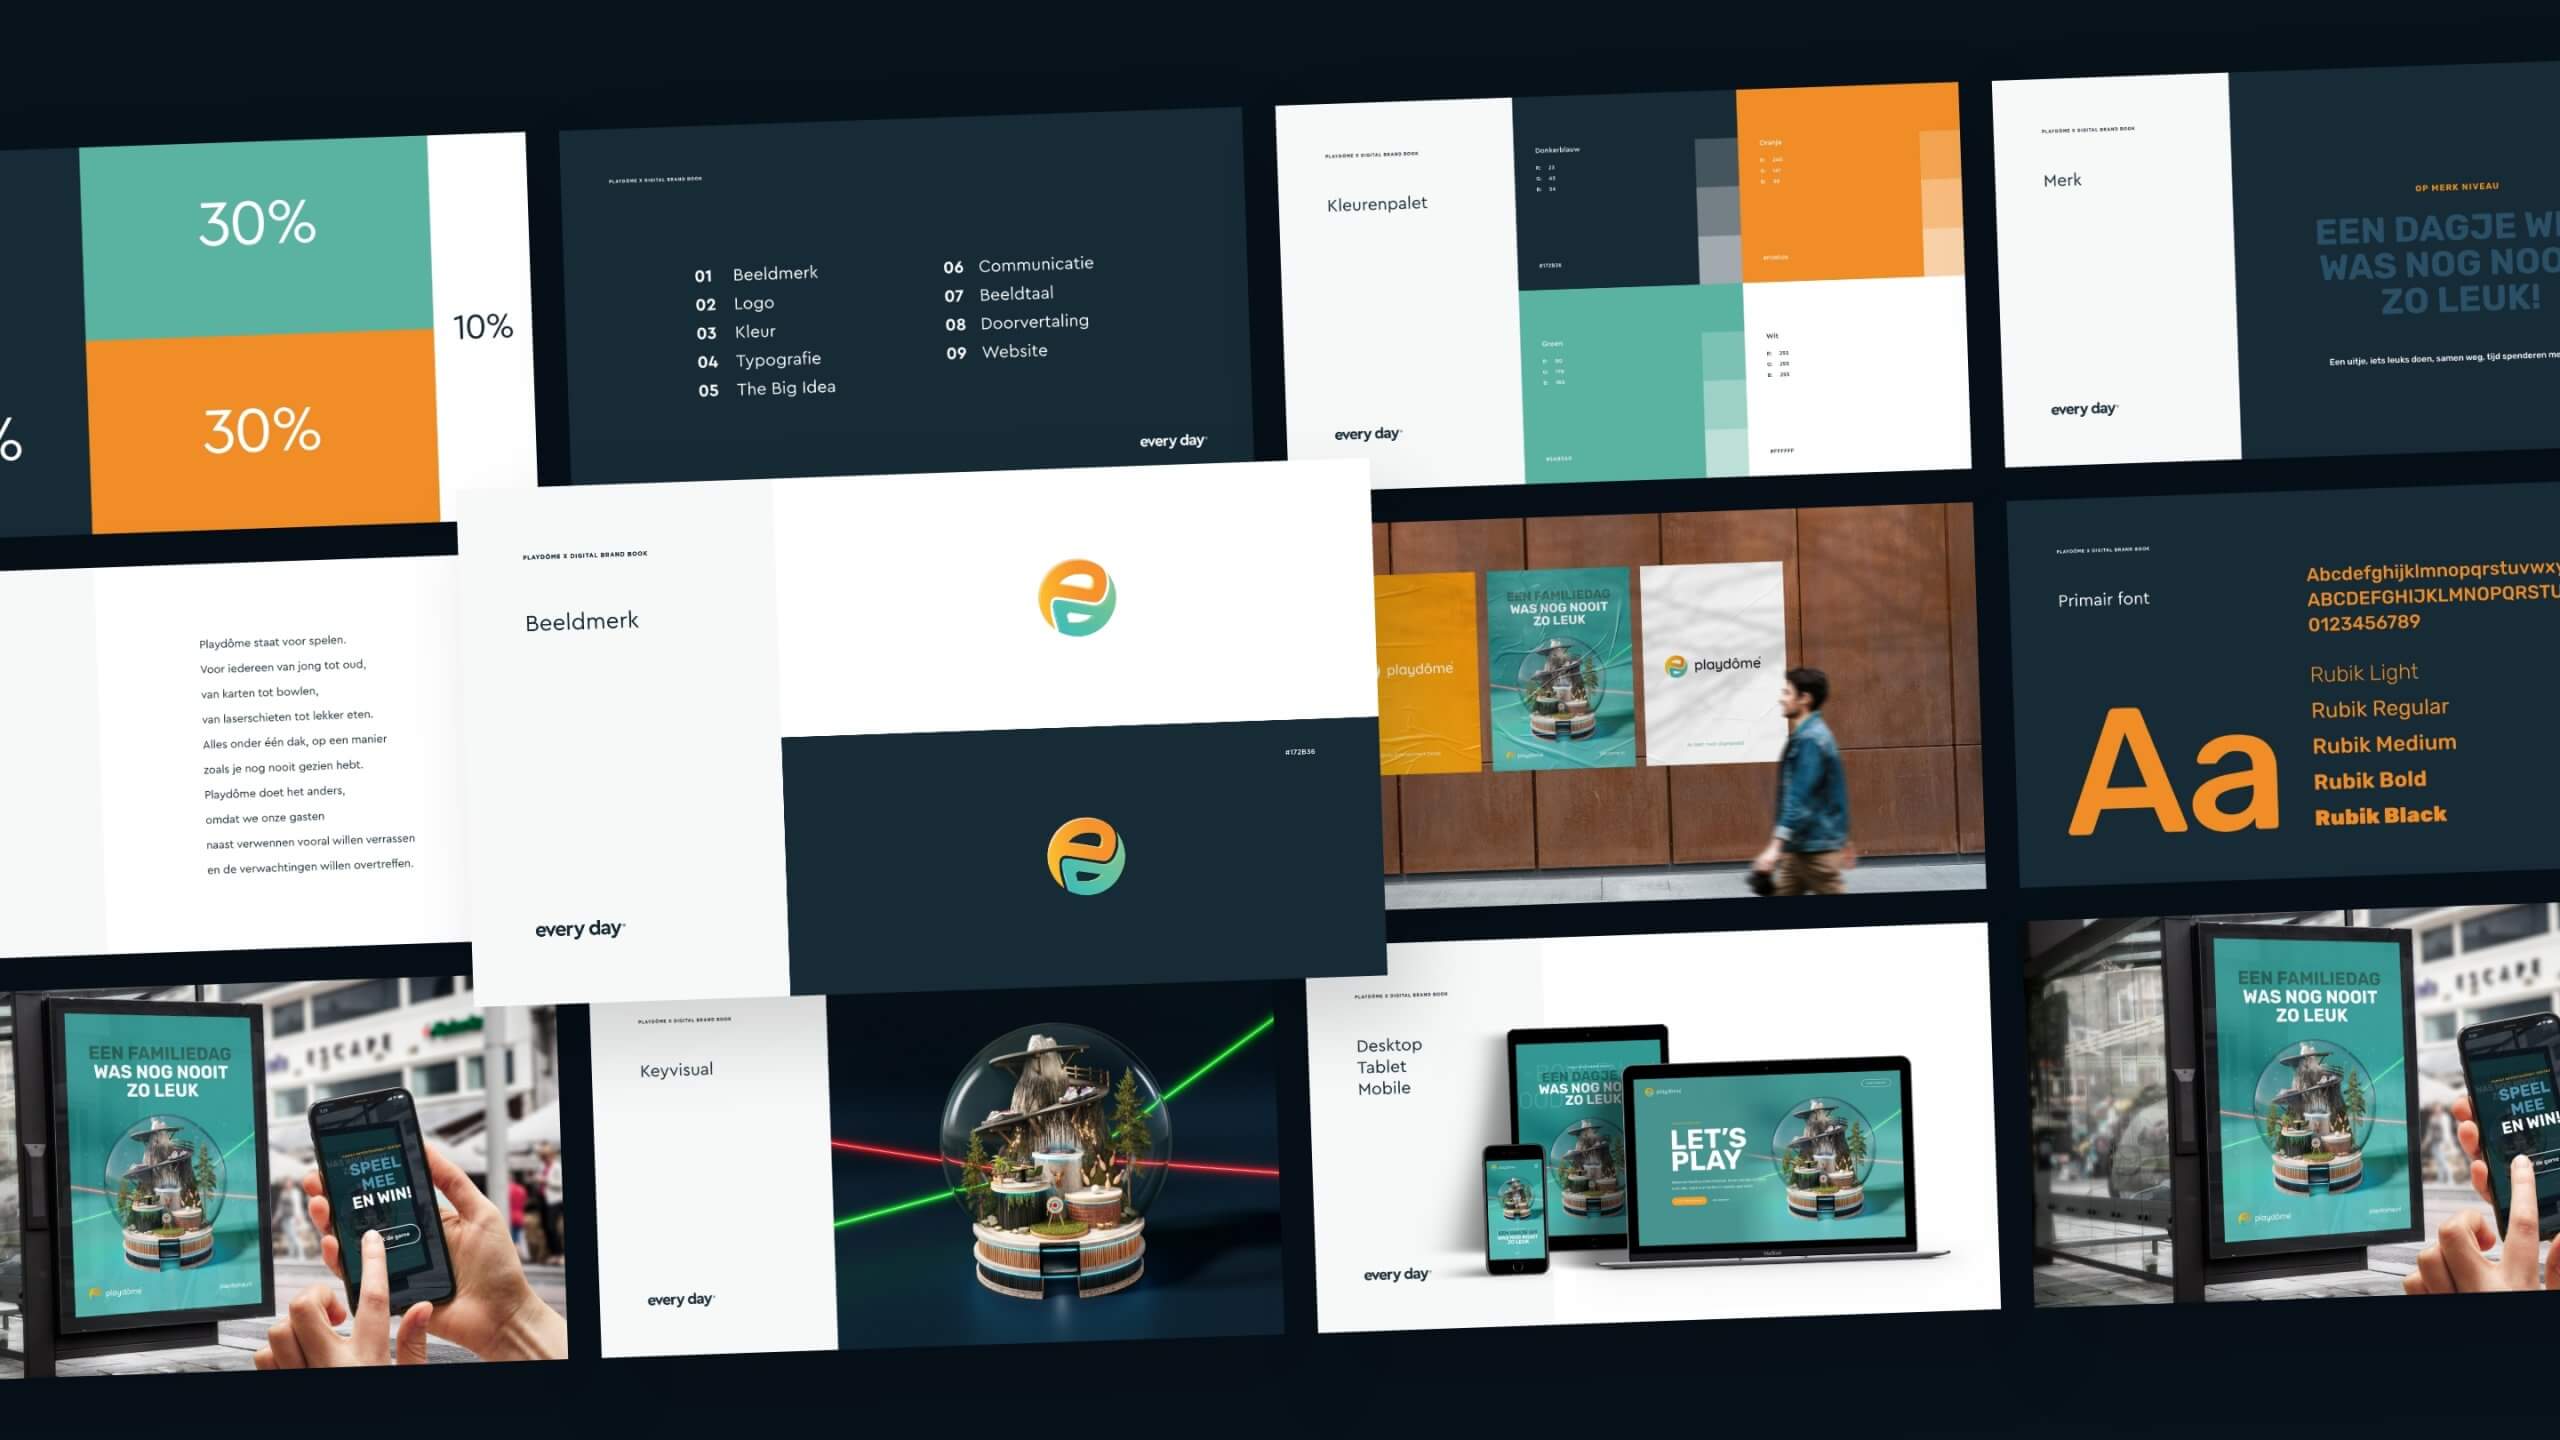 30%
30%
10%
%
PLAYDÔME X DIGITAL BRAND BOOK
01 Beeldmerk
02 Logo
03 Kleur
04 Typografie
05 The Big Idea
06 Communicatie
07 Beeldtaal
08 Doorvertaling
09 Website
every day
PLAYDÔME X DIGITAL BRAND BOOK
Kleurenpalet
every day
Donkerblauw
#172B36
Oranje
Green
Wit
R: 255
G: 255
B: 255
#FFFFFF
PLAYDÔME X DIGITAL BRAND BOOK
Merk
every day
OP MERK NIVEAU
EEN DAGJE
WAS NOG
ZO LEUK!
Een uitje, iets leuks doen, samen weg, tijd spenderen
Playdôme staat voor spelen.
Voor iedereen van jong tot oud,
van karten tot bowlen,
van laserschieten tot lekker eten.
Alles onder één dak, op een manier
zoals je nog nooit gezien hebt.
Playdôme doet het anders,
omdat we onze gasten
naast verwennen vooral willen verrassen
en de verwachtingen willen overtreffen.
PLAYDÔME X DIGITAL BRAND BOOK
Beeldmerk
every day
#172B36
playdôme
EEN FAMILIEDAG
WAS NOG NOOIT
ZO LEUK
playdôme
playdôme
PLAYDÔME X DIGITAL BRAND BOOK
Primair font
Aa
Abcdefghijklmnopqrstuvwxy
ABCDEFGHIJKLMNOPQRSTU
0123456789
Rubik Light
Rubik Regular
Rubik Medium
Rubik Bold
Rubik Black
EEN FAMILIEDAG
WAS NOG NOOIT
ZO LEUK
playdôme
ESCAPE
SPEEL
MEE
EN WIN!
de game
PLAYDÔME X DIGITAL BRAND BOOK
Keyvisual
every day
PLAYDÔME X DIGITAL BRAND BOOK
Desktop
Tablet
Mobile
every day
EEN DAGJE
WAS NOG
ZO LEUK
playdôme
LET'S
PLAY
EEN FAMILIEDAG
WAS NOG NOOIT
ZO LEUK
playdôme
ESCAPE
SPEEL
MEE
EN WIN!
de game